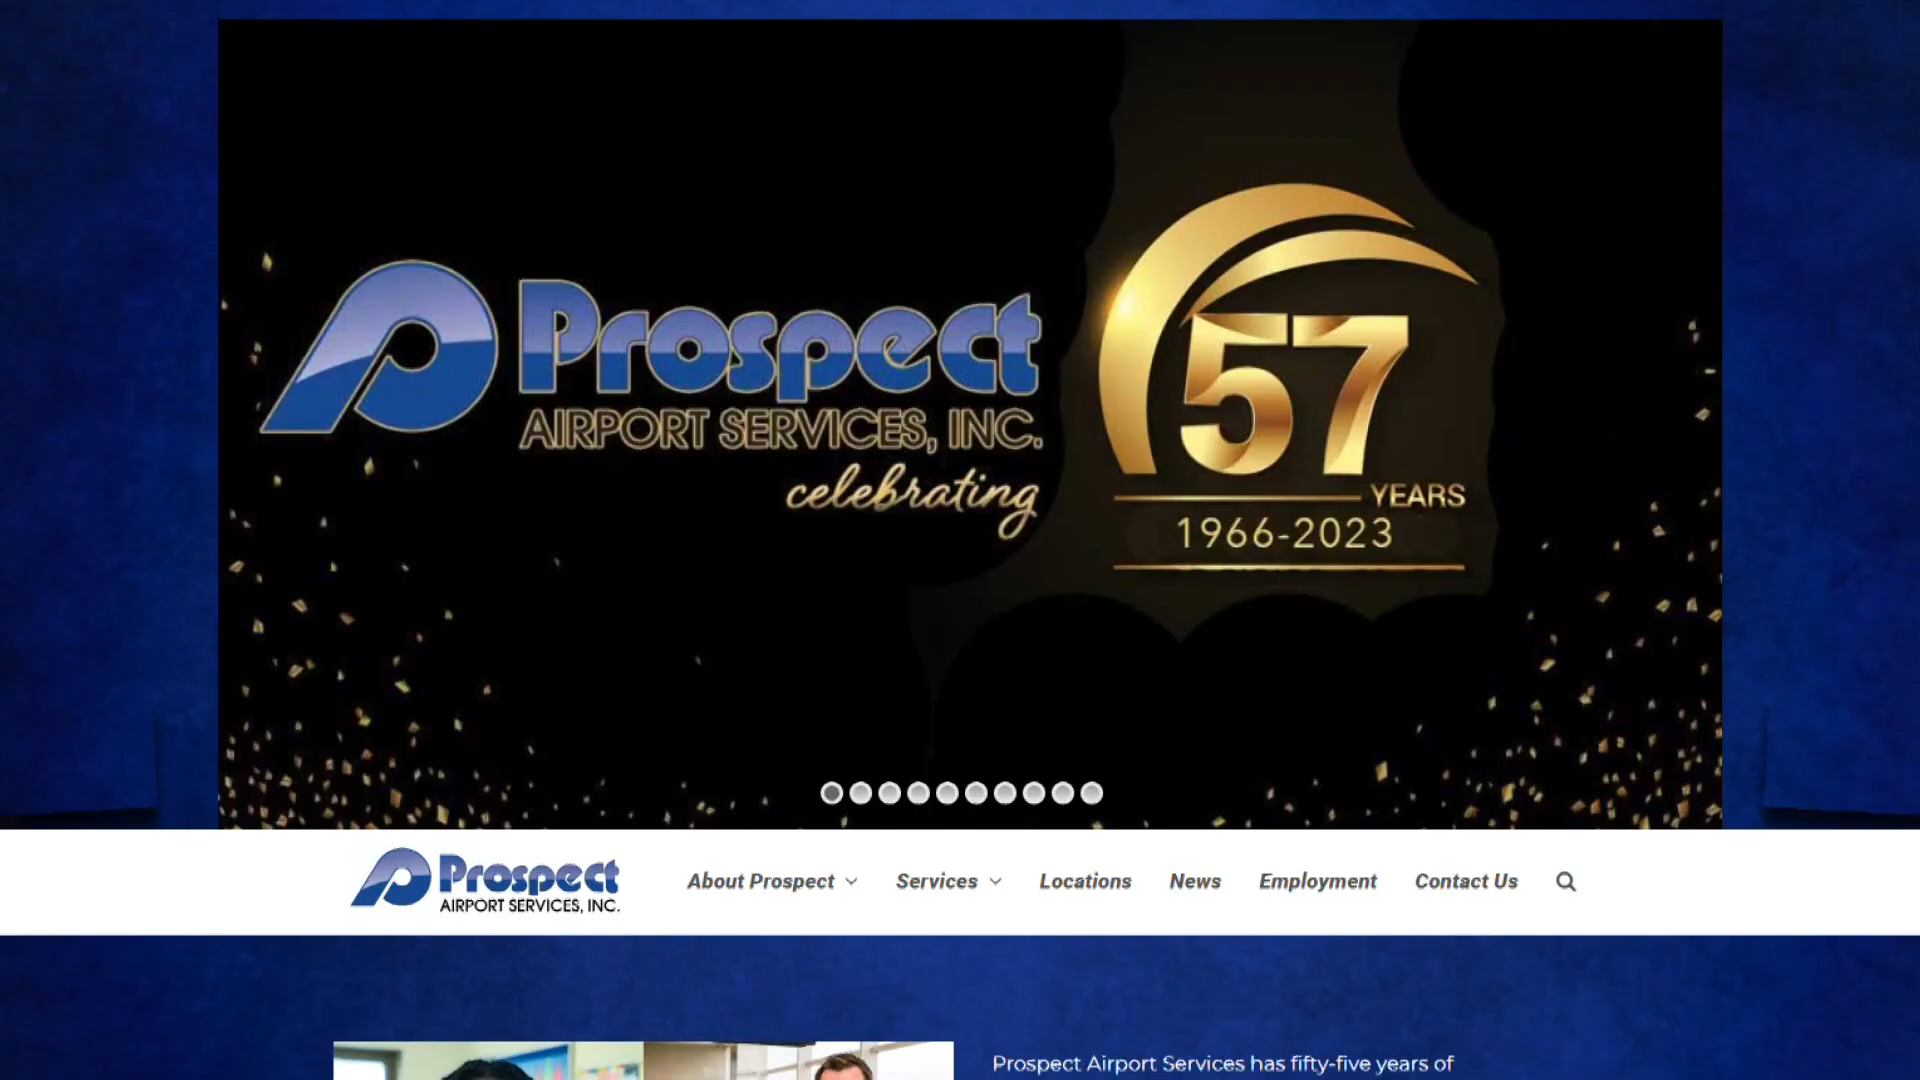 Prospect
AIRPORT SERVICES, INC.
celebrating
57
YEARS
1966-2023
Prospect
AIRPORT SERVICES, INC.
About Prospect
Services
Locations
News
Employment
Contact Us
Prospect Airport Services has fifty-five years of